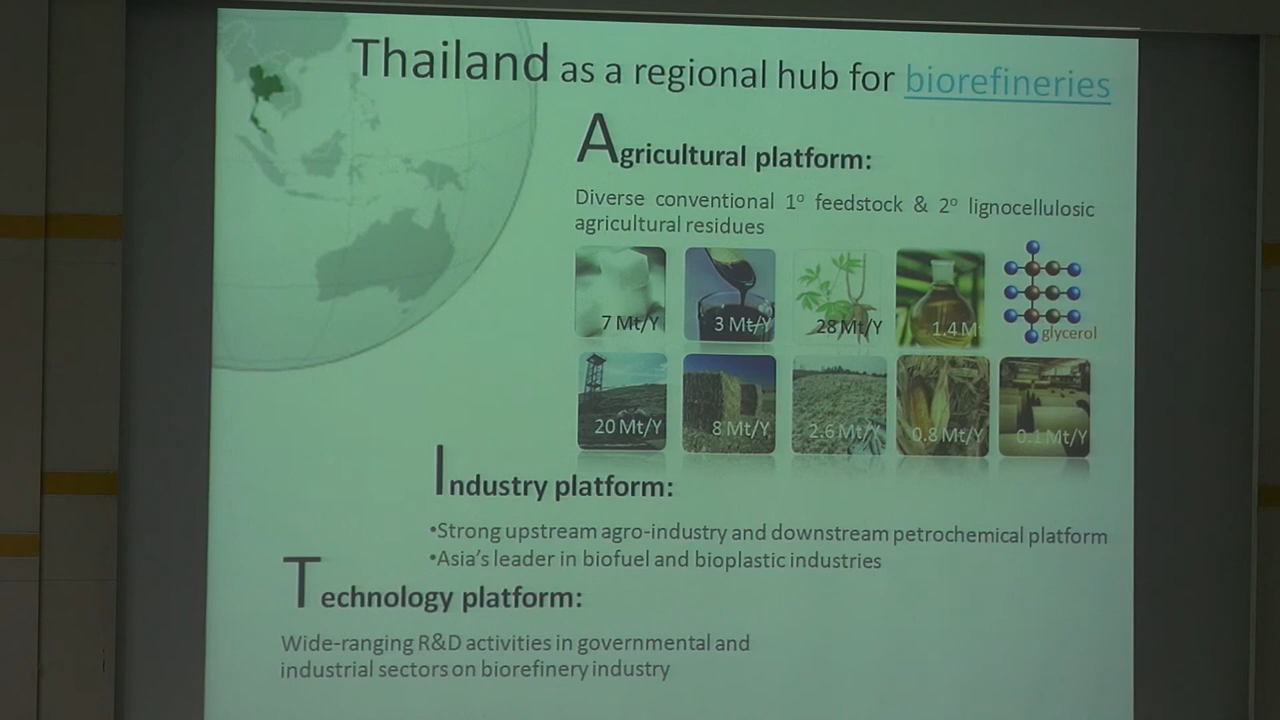 Thailand as a regional hub for biorefineries
Agricultural platform:
Diverse conventional 1º feedstock & 2º lignocellulosic
agricultural residues
7 Mt/Y 3 Mt/Y 28 Mt/Y 1.4 M glycerol
20 Mt/Y 8 Mt/Y 2.6 Mt/Y 0.8 Mt/Y 0.1 Mt/Y
Industry platform:
•Strong upstream agro-industry and downstream petrochemical platform
•Asia's leader in biofuel and bioplastic industries
Technology platform:
Wide-ranging R&D activities in governmental and
industrial sectors on biorefinery industry